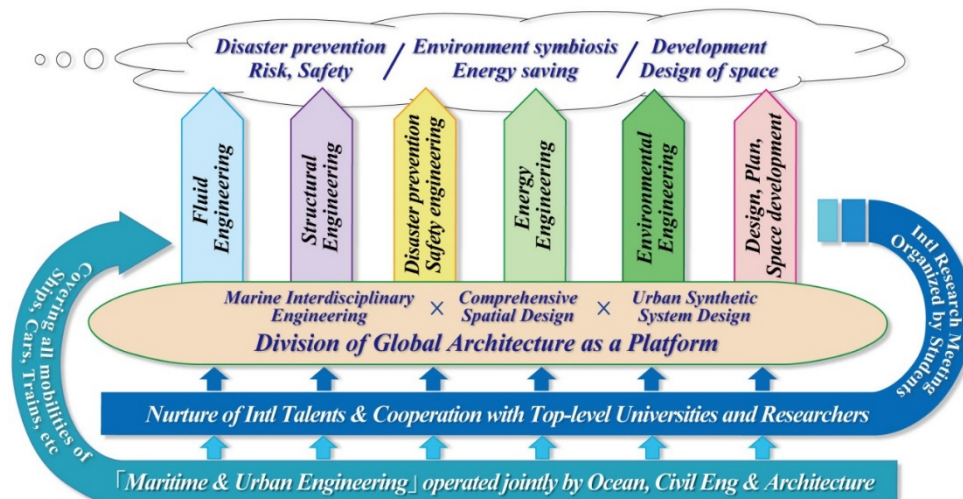 Disaster prevention / Environment symbiosis / Development
Risk, Safety Energy saving Design of space
Fluid
Engineering
Structural
Engineering
Disaster prevention
Safety engineering
Energy
Engineering
Environmental
Engineering
Design, Plan,
Space development
Marine Interdisciplinary × Comprehensive × Urban Synthetic
Engineering Spatial Design System Design
Division of Global Architecture as a Platform
Covering all mobilities of
Ships, Cars, Trains, etc
Intl Research Meeting
Organized by Students
Nurture of Intl Talents & Cooperation with Top-level Universities and Researchers
「Maritime & Urban Engineering」 operated jointly by Ocean, Civil Eng & Architecture